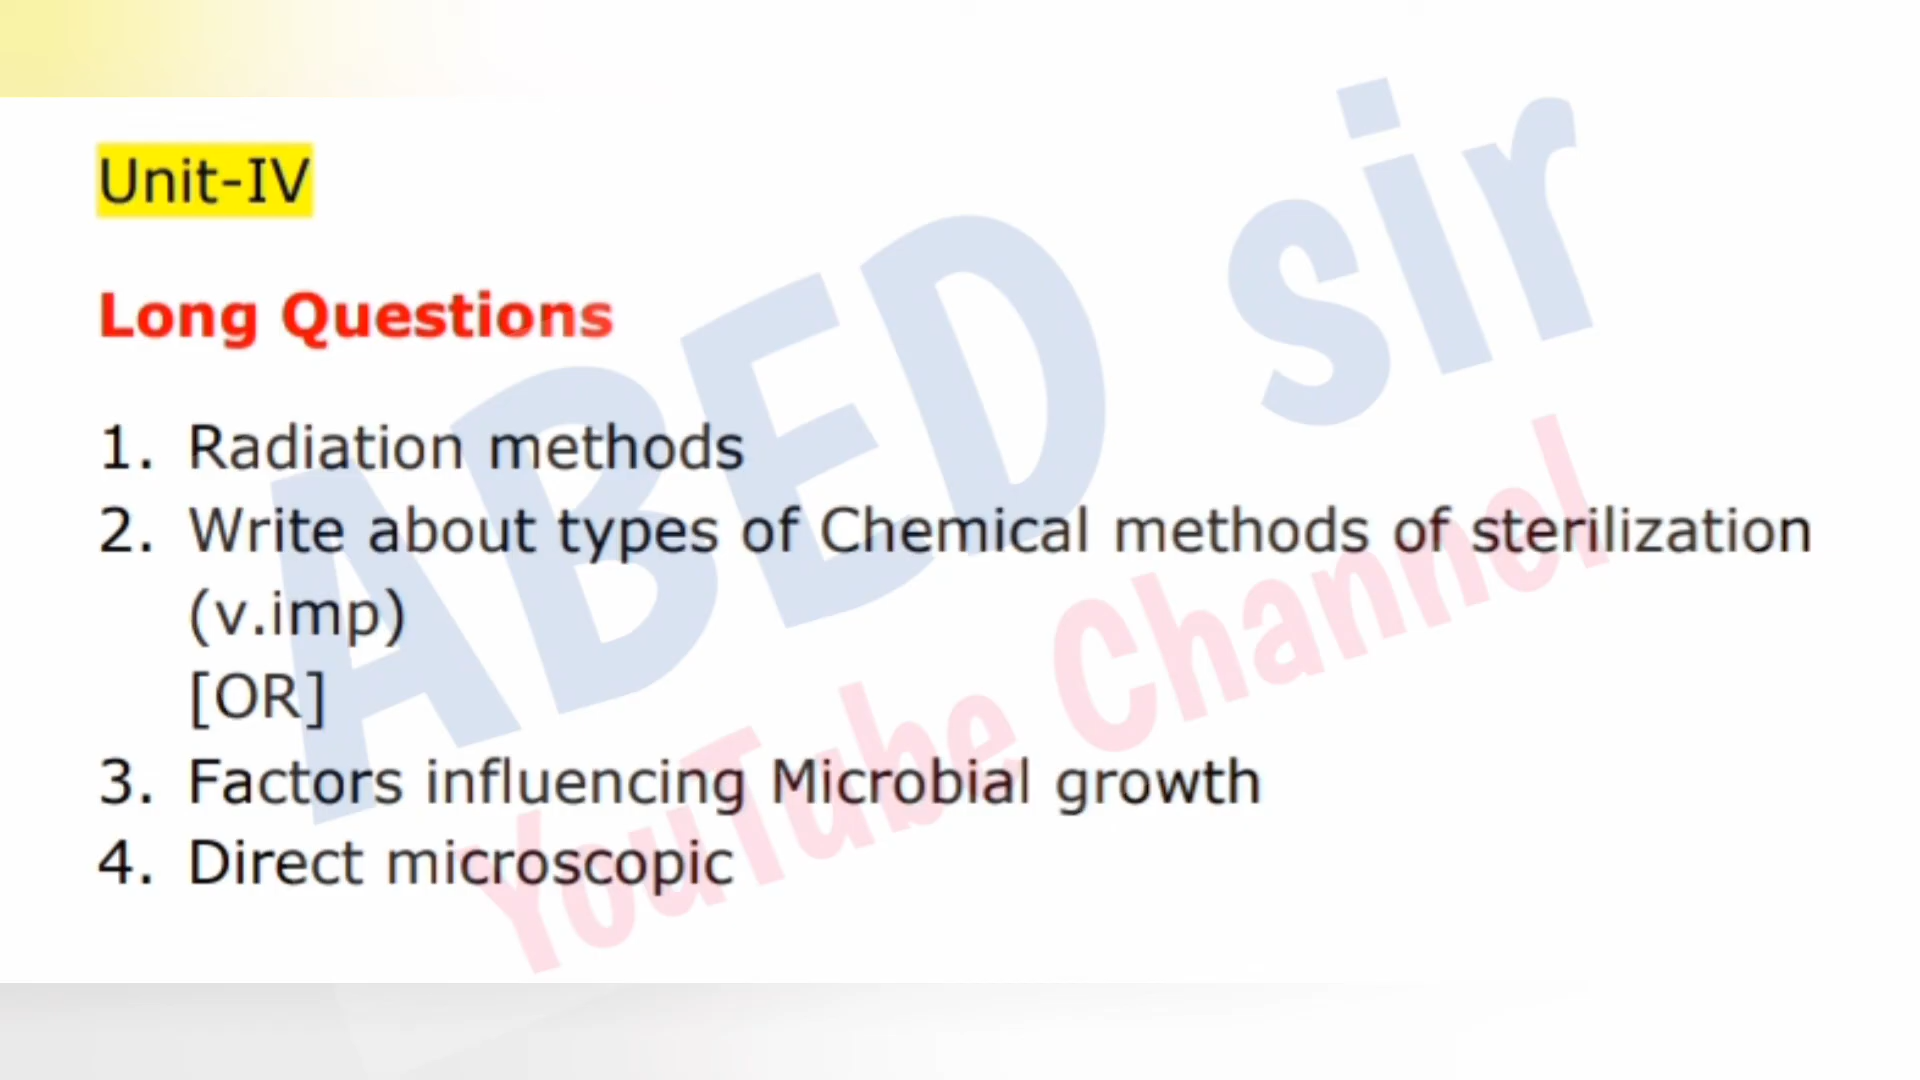 Unit-IV
Long Questions
1. Radiation methods
2. Write about types of Chemical methods of sterilization
(v.imp)
[OR]
3. Factors influencing Microbial growth
4. Direct microscopic
ABED sir
YouTube Channel